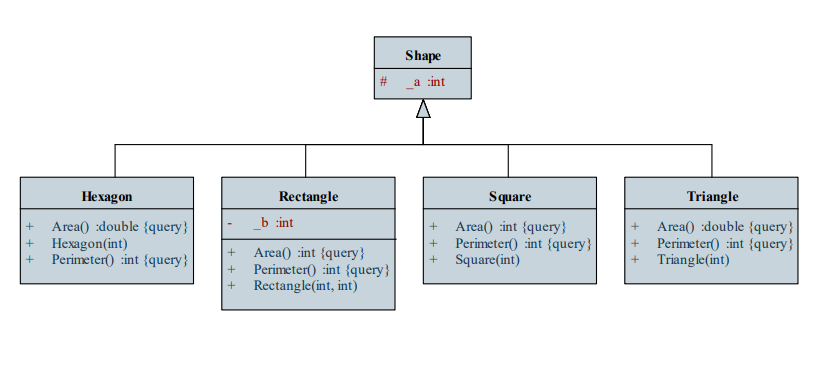 Shape
# _a :int
Hexagon
+ Area() :double {query}
+ Hexagon(int)
+ Perimeter() :int {query}
Rectangle
- _b :int
+ Area() :int {query}
+ Perimeter() :int {query}
+ Rectangle(int, int)
Square
+ Area() :int {query}
+ Perimeter() :int {query}
+ Square(int)
Triangle
+ Area() :double {query}
+ Perimeter() :int {query}
+ Triangle(int)